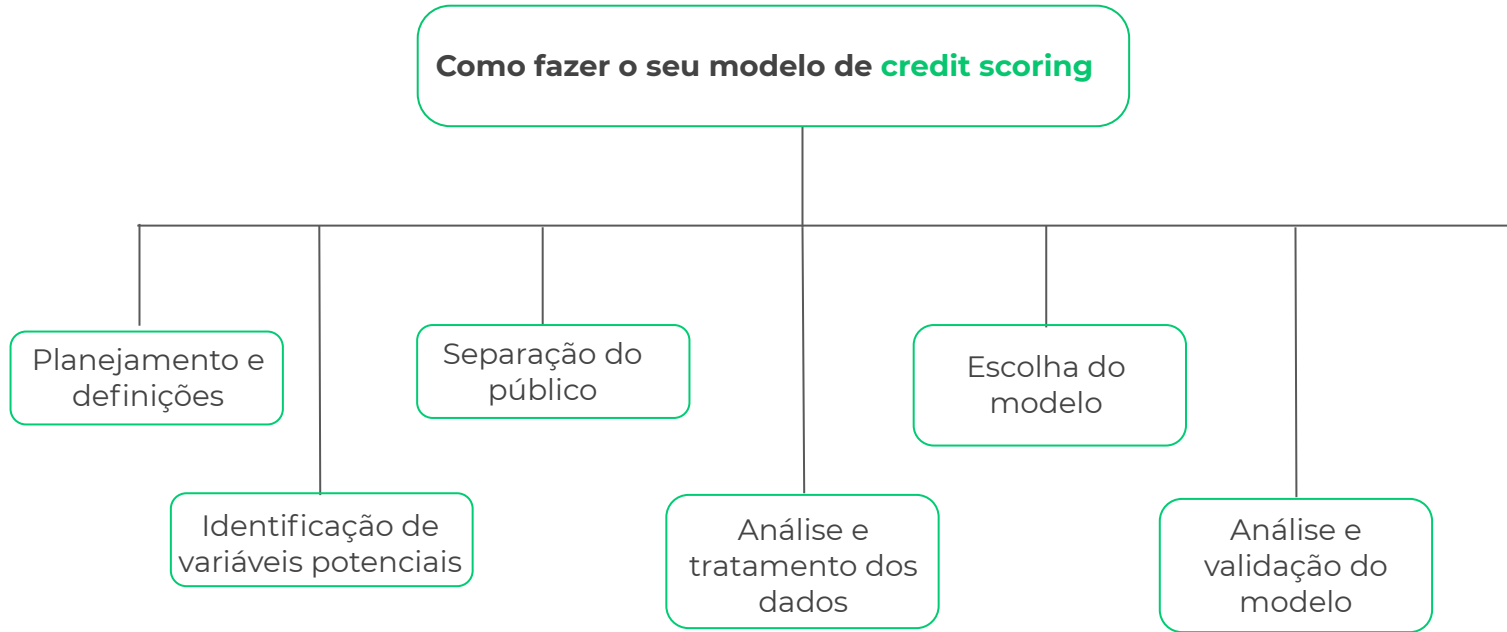 Como fazer o seu modelo de credit scoring
Planejamento e
definições
Identificação de
variáveis potenciais
Separação do
público
Análise e
tratamento dos
dados
Escolha do
modelo
Análise e
validação do
modelo